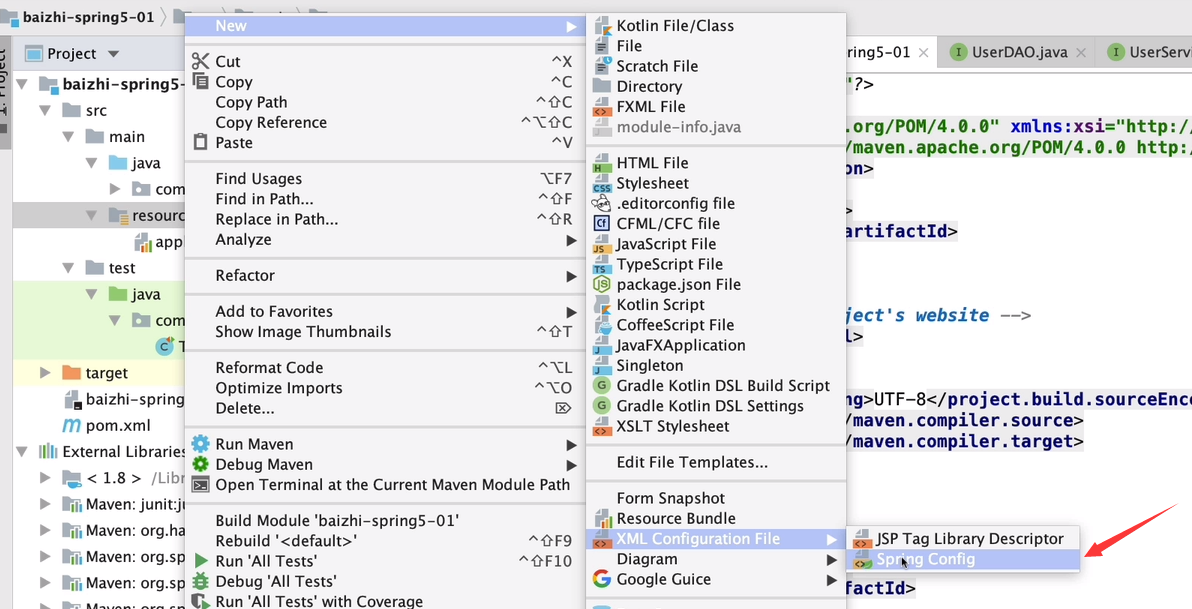 baizhi-spring5-01
Project
1: Project
baizhi-spring5-
src
main
java
com
resourc
appl
test
java
com
T
target
baizhi-spring
pom.xml
External Libraries
< 1.8 > /Libr
Maven: junit:ju
Maven: org.ha
Maven: org.sp
Maven: org.sp
Maven: org.sp
New
Cut ^X
Copy ^C
Copy Path ^⇧C
Copy Reference ^⌥⇧C
Paste ^V
Find Usages ⌥F7
Find in Path... ^⇧F
Replace in Path... ^⇧R
Analyze
Refactor
Add to Favorites
Show Image Thumbnails ^⇧T
Reformat Code ^⌥L
Optimize Imports ^⌥O
Delete... ⌦
Run Maven
Debug Maven
Open Terminal at the Current Maven Module Path
Build Module 'baizhi-spring5-01'
Rebuild '<default>' ^⇧F9
Run 'All Tests' ^⇧F10
Debug 'All Tests'
Run 'All Tests' with Coverage
Kotlin File/Class
File
Scratch File
Directory
FXML File
module-info.java
HTML File
Stylesheet
.editorconfig file
CFML/CFC file
JavaScript File
TypeScript File
package.json File
Kotlin Script
CoffeeScript File
JavaFXApplication
Singleton
Gradle Kotlin DSL Build Script
Gradle Kotlin DSL Settings
XSLT Stylesheet
Edit File Templates...
Form Snapshot
Resource Bundle
XML Configuration File
Diagram
Google Guice
JSP Tag Library Descriptor
Spring Config
ring5-01
UserDAO.java
UserServi
"?>
.org/POM/4.0.0" xmlns:xsi="http:/
/maven.apache.org/POM/4.0.0 http:
on>
>
artifactId>
ject's website -->
l>
ng>UTF-8</project.build.sourceEnc
/maven.compiler.source>
/maven.compiler.target>
factId>